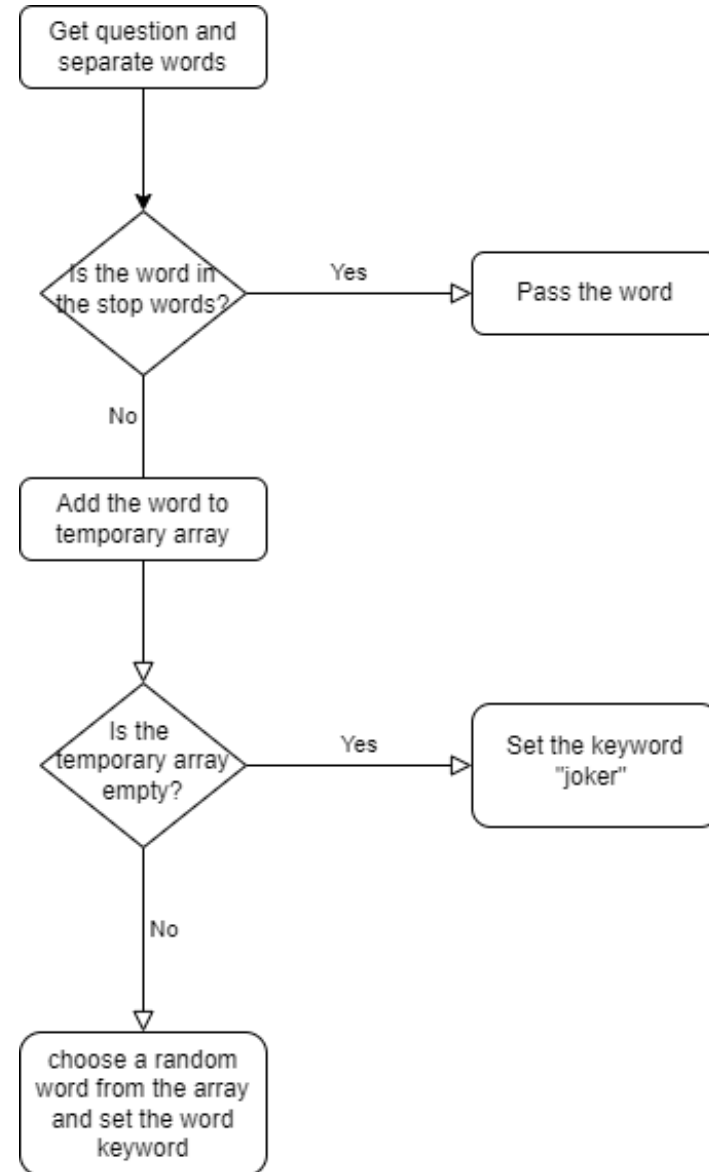 Get question and
separate words
Is the word in
the stop words?
Yes
Pass the word
No
Add the word to
temporary array
Is the
temporary array
empty?
Yes
Set the keyword
"joker"
No
choose a random
word from the array
and set the word
keyword